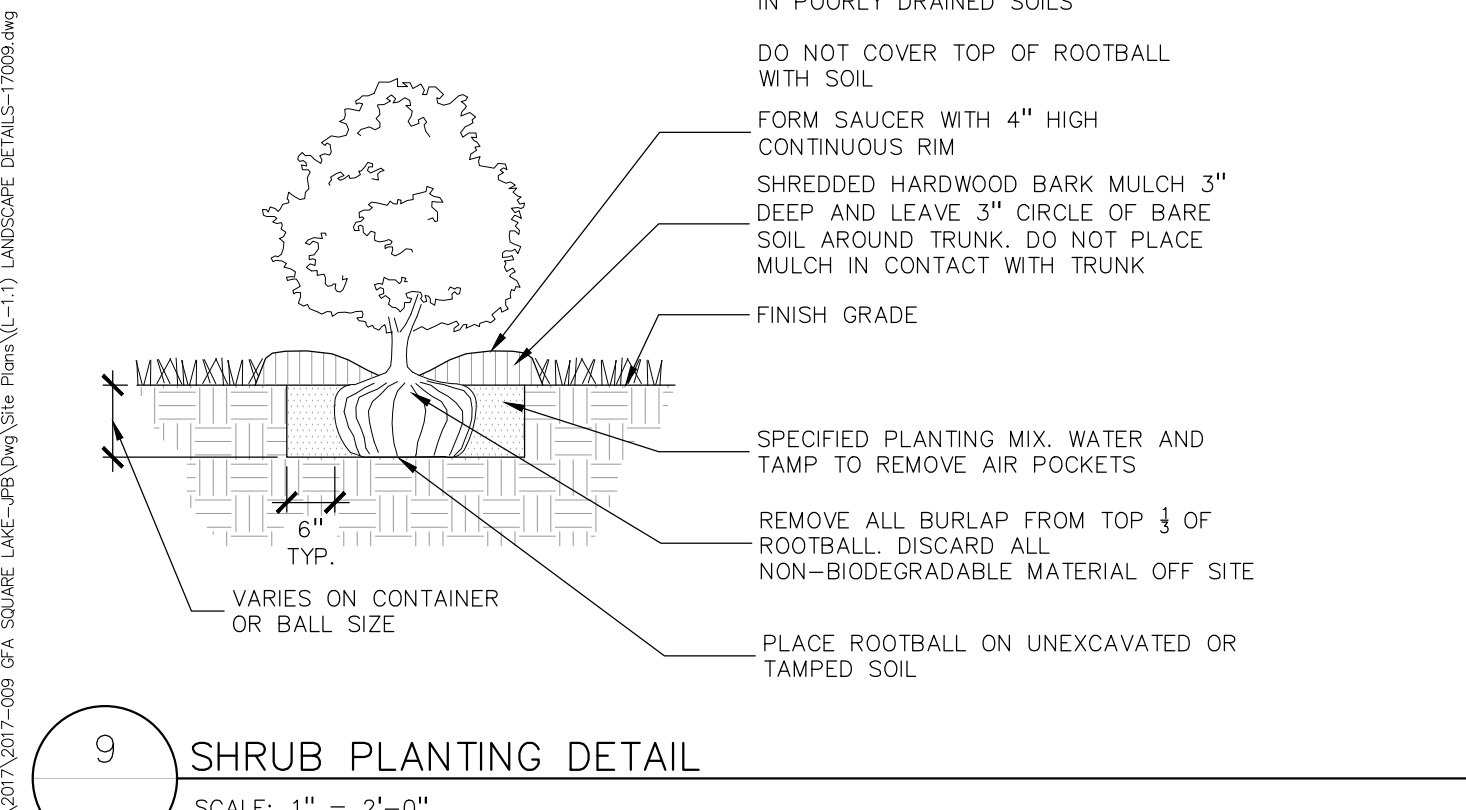 IN POORLY DRAINED SOILS
DO NOT COVER TOP OF ROOTBALL
WITH SOIL
FORM SAUCER WITH 4" HIGH
CONTINUOUS RIM
SHREDDED HARDWOOD BARK MULCH 3"
DEEP AND LEAVE 3" CIRCLE OF BARE
SOIL AROUND TRUNK. DO NOT PLACE
MULCH IN CONTACT WITH TRUNK
FINISH GRADE
SPECIFIED PLANTING MIX. WATER AND
TAMP TO REMOVE AIR POCKETS
REMOVE ALL BURLAP FROM TOP 1/3 OF
ROOTBALL. DISCARD ALL
NON-BIODEGRADABLE MATERIAL OFF SITE
PLACE ROOTBALL ON UNEXCAVATED OR
TAMPED SOIL
6"
TYP.
VARIES ON CONTAINER
OR BALL SIZE
9
SHRUB PLANTING DETAIL
SCALE: 1" = 2'-0"
\2017\2017-009 GFA SQUARE LAKE-JPB\Dwg\Site Plans\(L-1.1) LANDSCAPE DETAILS-17009.dwg